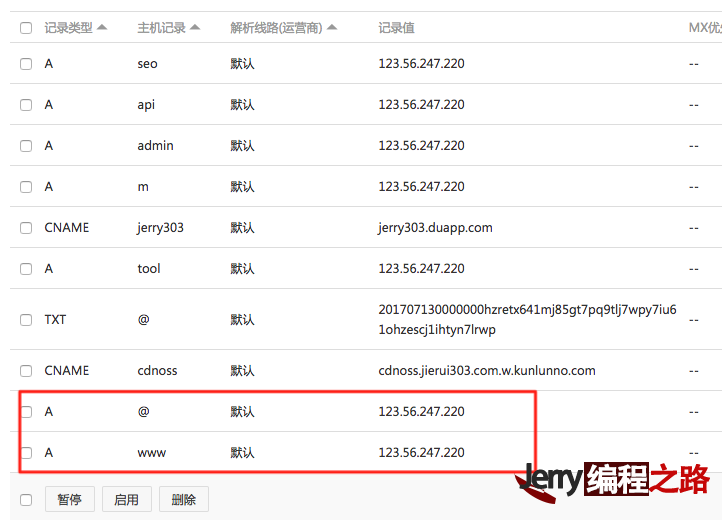 记录类型 主机记录 解析线路(运营商) 记录值 MX优
A seo 默认 123.56.247.220 --
A api 默认 123.56.247.220 --
A admin 默认 123.56.247.220 --
A m 默认 123.56.247.220 --
CNAME jerry303 默认 jerry303.duapp.com --
A tool 默认 123.56.247.220 --
TXT @ 默认 201707130000000hzretx641mj85gt7pq9tlj7wpy7iu6 --
1ohzescj1ihtyn7lrwp
CNAME cdnoss 默认 cdnoss.jierui303.com.w.kunlunno.com --
A @ 默认 123.56.247.220 --
A www 默认 123.56.247.220 --
暂停 启用 删除
Jerry编程之路